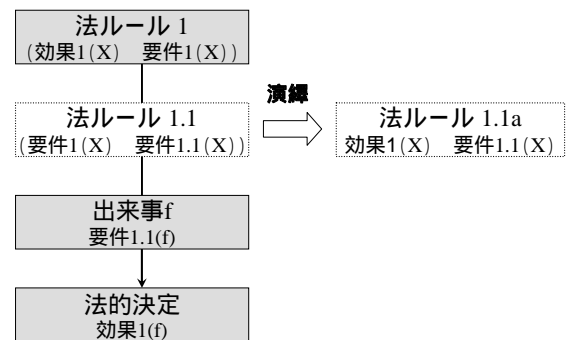 法ルール 1
(効果1(X) 要件1(X))
法ルール 1.1
(要件1(X) 要件1.1(X))
演繹
法ルール 1.1a
効果1(X) 要件1.1(X)
出来事f
要件1.1(f)
法的決定
効果1(f)